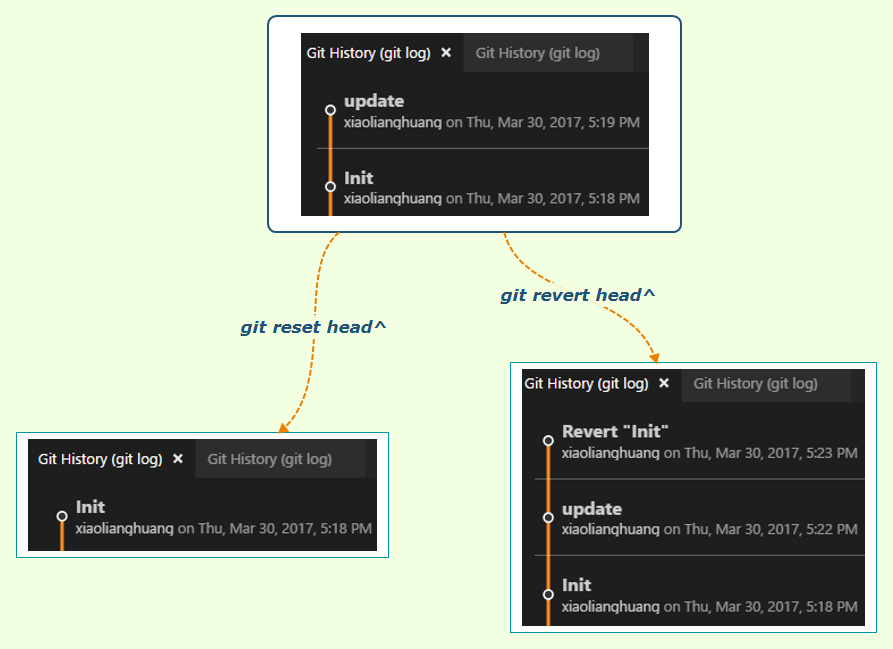 Git History (git log) × Git History (git log)
update
xiaolianghuang on Thu, Mar 30, 2017, 5:19 PM
Init
xiaolianghuang on Thu, Mar 30, 2017, 5:18 PM
git revert head^
git reset head^
Git History (git log) × Git History (git log)
Revert "Init"
xiaolianghuang on Thu, Mar 30, 2017, 5:23 PM
update
xiaolianghuang on Thu, Mar 30, 2017, 5:22 PM
Init
xiaolianghuang on Thu, Mar 30, 2017, 5:18 PM
Git History (git log) × Git History (git log)
Init
xiaolianghuang on Thu, Mar 30, 2017, 5:18 PM